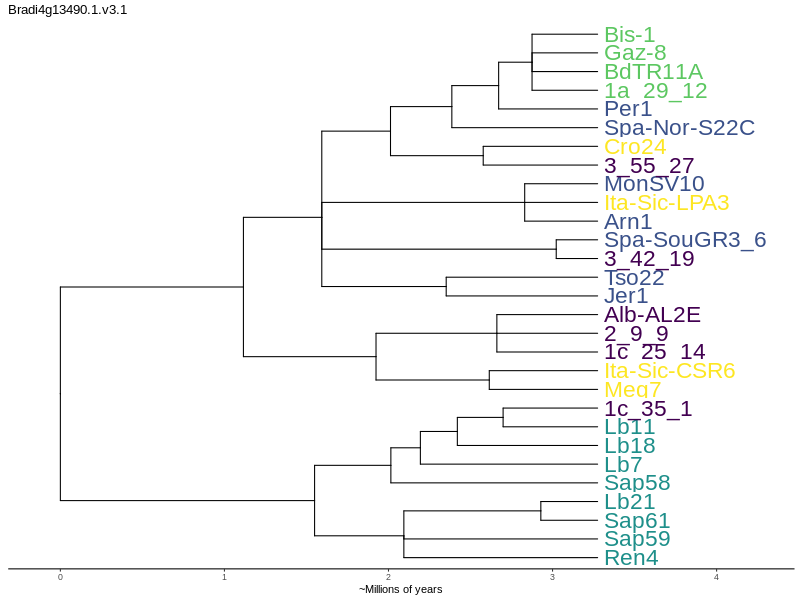 Bradi4g13490.1.v3.1
Bis-1
Gaz-8
BdTR11A
1a_29_12
Per1
Spa-Nor-S22C
Cro24
3_55_27
MonSV10
Ita-Sic-LPA3
Arn1
Spa-SouGR3_6
3_42_19
Tso22
Jer1
Alb-AL2E
2_9_9
1c_25_14
Ita-Sic-CSR6
Meg7
1c_35_1
Lb11
Lb18
Lb7
Sap58
Lb21
Sap61
Sap59
Ren4
0 1 2 3 4
~Millions of years